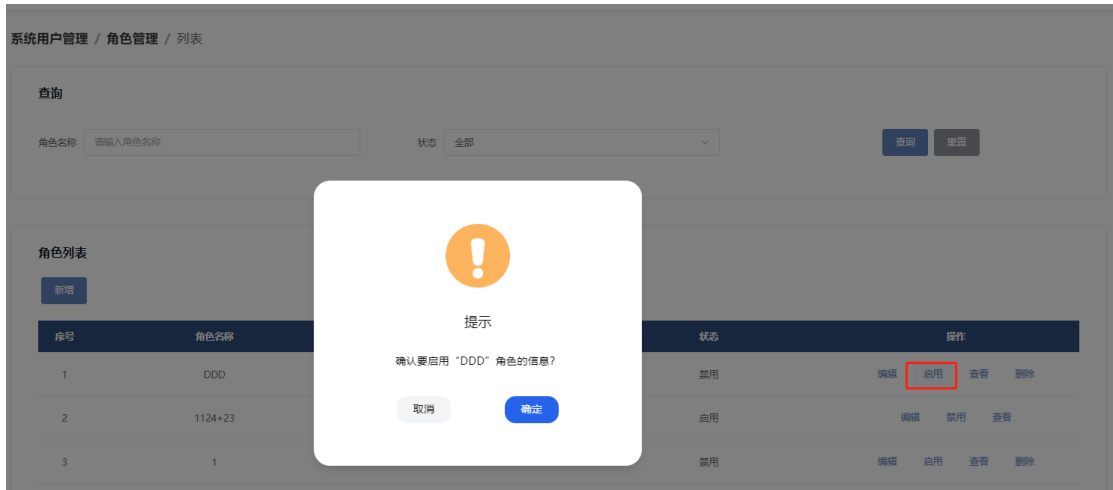 系统用户管理 / 角色管理 / 列表
查询
角色名称 请输入角色名称 状态 全部 查询 重置
角色列表
新增
提示
确认要启用“DDD”角色的信息?
取消 确定
序号 角色名称 状态 操作
1 DDD 禁用 编辑 启用 查看 删除
2 1124+23 启用 编辑 禁用 查看
3 1 禁用 编辑 启用 查看 删除